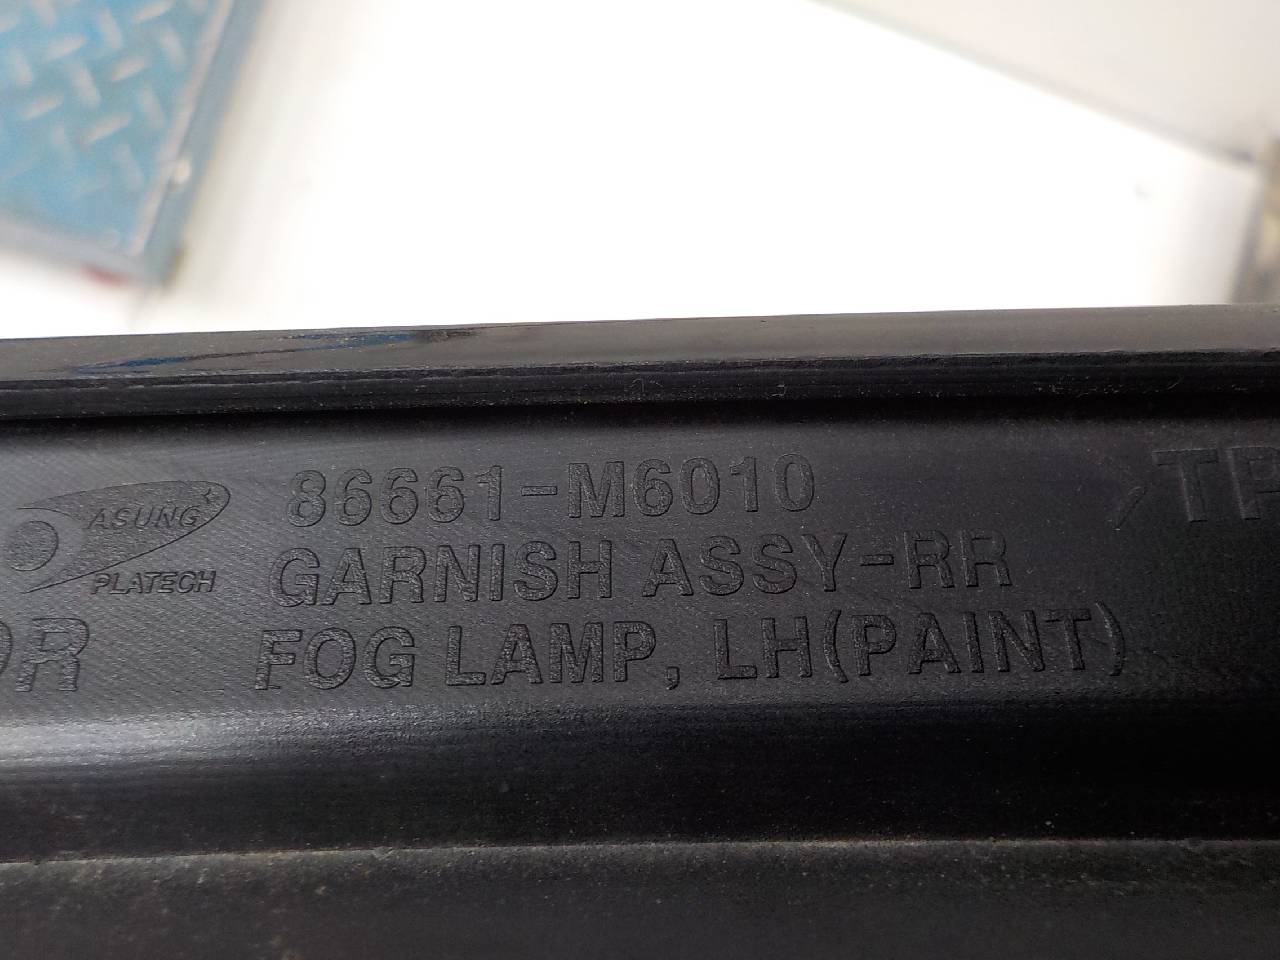 ASUNG
PLATECH
86661-M6010
GARNISH ASSY-RR
FOG LAMP, LH(PAINT)